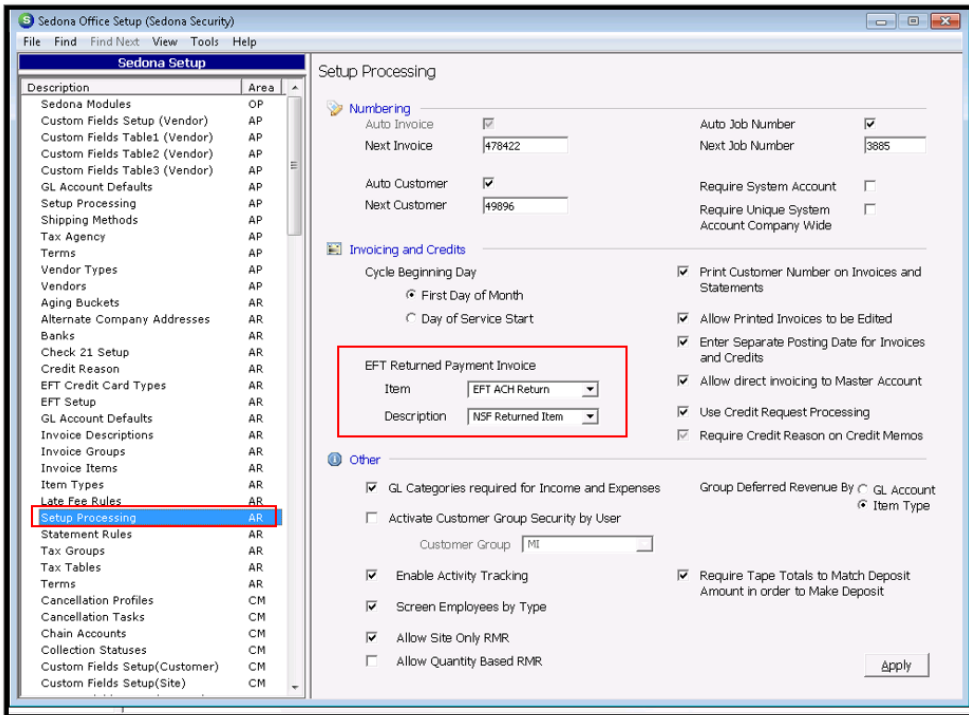 Sedona Office Setup (Sedona Security)
File Find Find Next View Tools Help
Sedona Setup
Description Area
Sedona Modules OP
Custom Fields Setup (Vendor) AP
Custom Fields Table1 (Vendor) AP
Custom Fields Table2 (Vendor) AP
Custom Fields Table3 (Vendor) AP
GL Account Defaults AP
Setup Processing AP
Shipping Methods AP
Tax Agency AP
Terms AP
Vendor Types AP
Vendors AP
Aging Buckets AR
Alternate Company Addresses AR
Banks AR
Check 21 Setup AR
Credit Reason AR
EFT Credit Card Types AR
EFT Setup AR
GL Account Defaults AR
Invoice Descriptions AR
Invoice Groups AR
Invoice Items AR
Item Types AR
Late Fee Rules AR
Setup Processing AR
Statement Rules AR
Tax Groups AR
Tax Tables AR
Terms AR
Cancellation Profiles CM
Cancellation Tasks CM
Chain Accounts CM
Collection Statuses CM
Custom Fields Setup(Customer) CM
Custom Fields Setup(Site) CM
Setup Processing
Numbering
Auto Invoice
Next Invoice 478422
Auto Customer
Next Customer 49896
Auto Job Number
Next Job Number 3885
Require System Account
Require Unique System
Account Company Wide
Invoicing and Credits
Cycle Beginning Day
First Day of Month
Day of Service Start
EFT Returned Payment Invoice
Item EFT ACH Return
Description NSF Returned Item
Print Customer Number on Invoices and
Statements
Allow Printed Invoices to be Edited
Enter Separate Posting Date for Invoices
and Credits
Allow direct invoicing to Master Account
Use Credit Request Processing
Require Credit Reason on Credit Memos
Other
GL Categories required for Income and Expenses
Activate Customer Group Security by User
Customer Group MI
Enable Activity Tracking
Screen Employees by Type
Allow Site Only RMR
Allow Quantity Based RMR
Group Deferred Revenue By GL Account
Item Type
Require Tape Totals to Match Deposit
Amount in order to Make Deposit
Apply